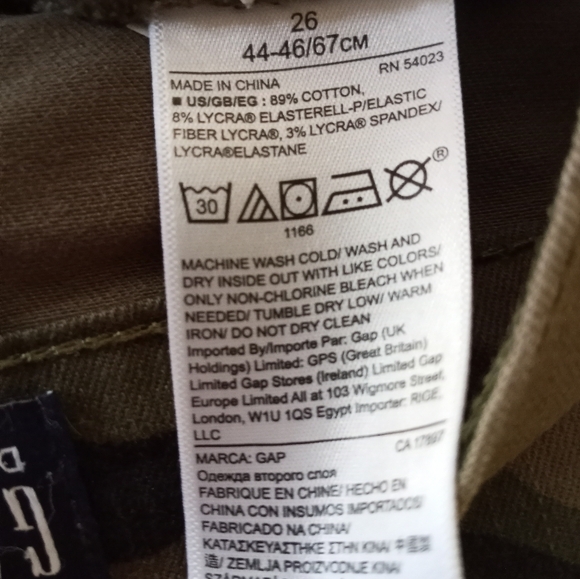 26
44-46/67CM
RN 54023
MADE IN CHINA
■ US/GB/EG : 89% COTTON,
8% LYCRA® ELASTERELL-P/ELASTIC
FIBER LYCRA®, 3% LYCRA® SPANDEX/
LYCRA®ELASTANE
30
®
1166
MACHINE WASH COLD/ WASH AND
DRY INSIDE OUT WITH LIKE COLORS/
ONLY NON-CHLORINE BLEACH WHEN
NEEDED/ TUMBLE DRY LOW/ WARM
IRON/ DO NOT DRY CLEAN
Imported By/Importe Par: Gap (UK
Holdings) Limited: GPS (Great Britain)
Limited Gap Stores (Ireland) Limited Gap
Europe Limited All at 103 Wigmore Street,
London, W1U 1QS Egypt Importer: RIGE,
LLC
CA 17897
MARCA: GAP
Одежда второго слоя
FABRIQUE EN CHINE/ HECHO EN
CHINA CON INSUMOS IMPORTADOS/
FABRICADO NA CHINA/
ΚΑΤΑΣΚΕΥΑΣΤΗΚΕ ΣΤΗΝ ΚΙΝΑ/ 中國
造/ ZEMLJA PROIZVODNJE KINA/